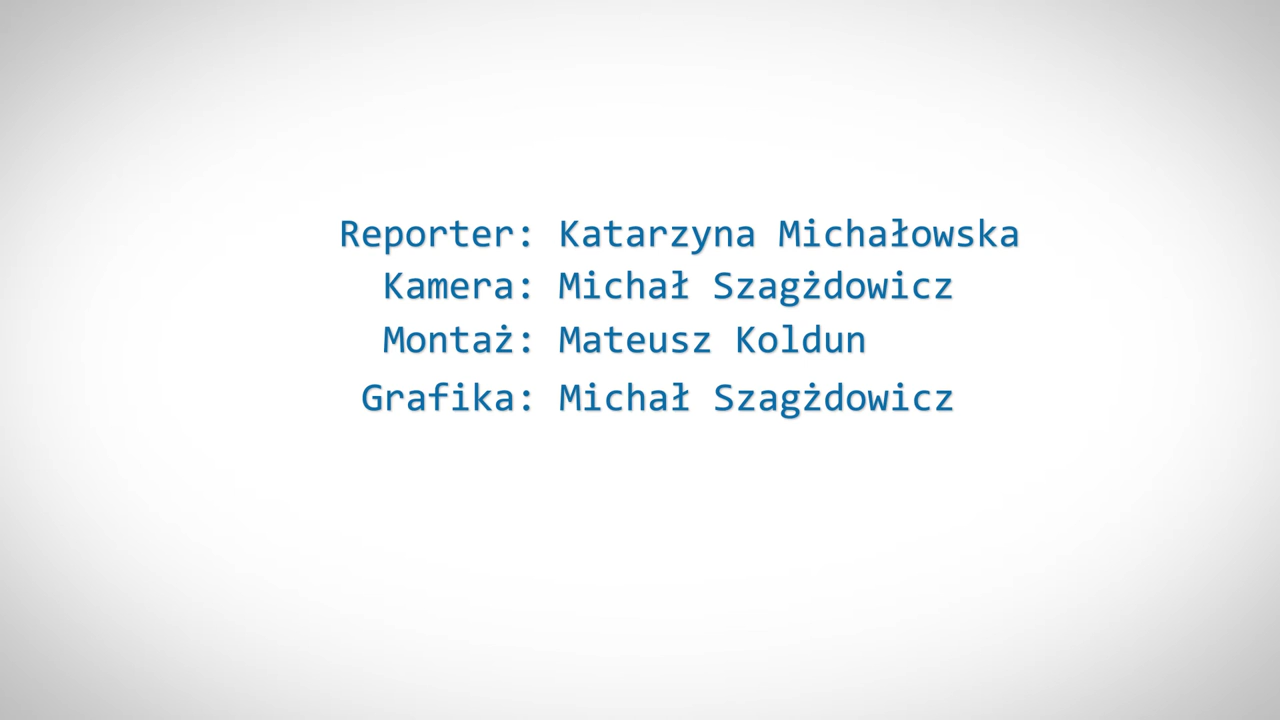 Reporter: Katarzyna Michałowska
Kamera: Michał Szagżdowicz
Montaż: Mateusz Koldun
Grafika: Michał Szagżdowicz